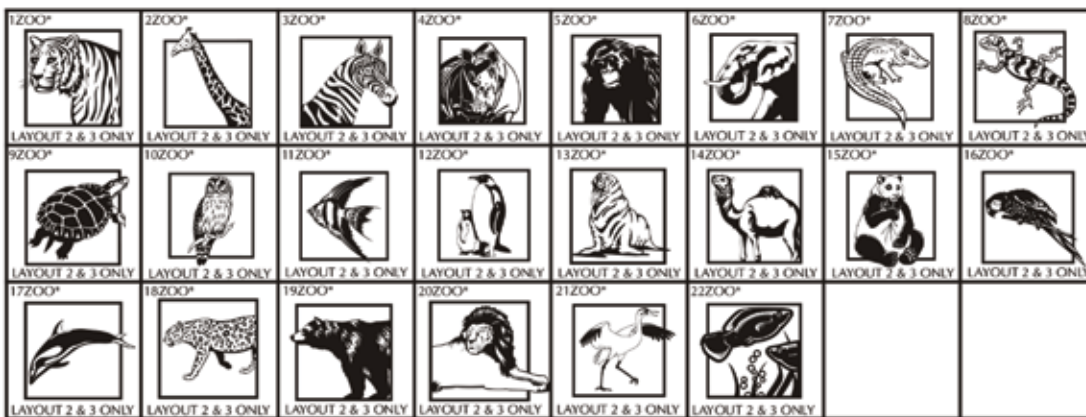 1ZOO*
LAYOUT 2 & 3 ONLY
2ZOO*
LAYOUT 2 & 3 ONLY
3ZOO*
LAYOUT 2 & 3 ONLY
4ZOO*
LAYOUT 2 & 3 ONLY
5ZOO*
LAYOUT 2 & 3 ONLY
6ZOO*
LAYOUT 2 & 3 ONLY
7ZOO*
LAYOUT 2 & 3 ONLY
8ZOO*
LAYOUT 2 & 3 ONLY
9ZOO*
LAYOUT 2 & 3 ONLY
10ZOO*
LAYOUT 2 & 3 ONLY
11ZOO*
LAYOUT 2 & 3 ONLY
12ZOO*
LAYOUT 2 & 3 ONLY
13ZOO*
LAYOUT 2 & 3 ONLY
14ZOO*
LAYOUT 2 & 3 ONLY
15ZOO*
LAYOUT 2 & 3 ONLY
16ZOO*
LAYOUT 2 & 3 ONLY
17ZOO*
LAYOUT 2 & 3 ONLY
18ZOO*
LAYOUT 2 & 3 ONLY
19ZOO*
LAYOUT 2 & 3 ONLY
20ZOO*
LAYOUT 2 & 3 ONLY
21ZOO*
LAYOUT 2 & 3 ONLY
22ZOO*
LAYOUT 2 & 3 ONLY